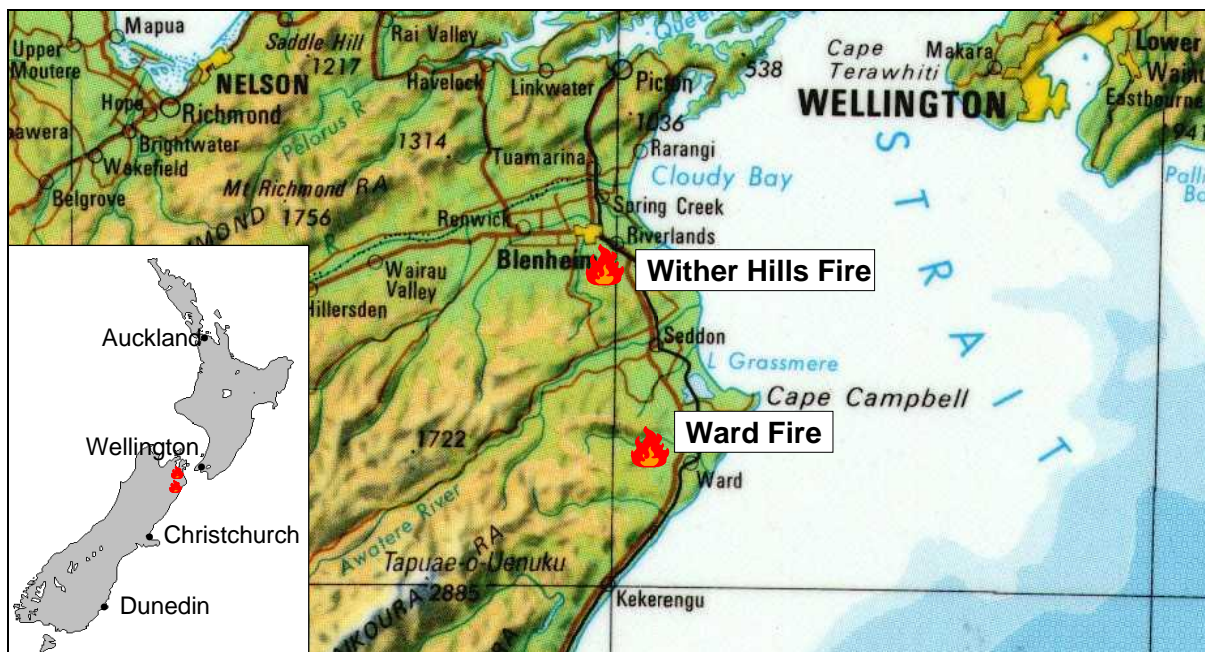 Mapua
Upper
Moutere
Saddle Hill
1217
Rai Valley
NELSON
Havelock
Linkwater
Picton
538
Cape
Terawhiti
Makara
Lower
WELLINGTON
Eastbourne
Hope
Richmond
Pelorus R
1036
941
Brightwater
1314
Tuamarina
Rarangi
Wakefield
Cloudy Bay
Belgrove
Mt Richmond RA
1756
Renwick
Spring Creek
Riverlands
Blenheim
Wither Hills Fire
Wairau
Valley
Hillersden
Seddon
L Grassmere
Cape Campbell
STRAIT
Ward Fire
1722
Ward
Awatere River
RA
Tapuae-o-Uenuku
2885
Kekerengu
Auckland
Wellington
Christchurch
Dunedin